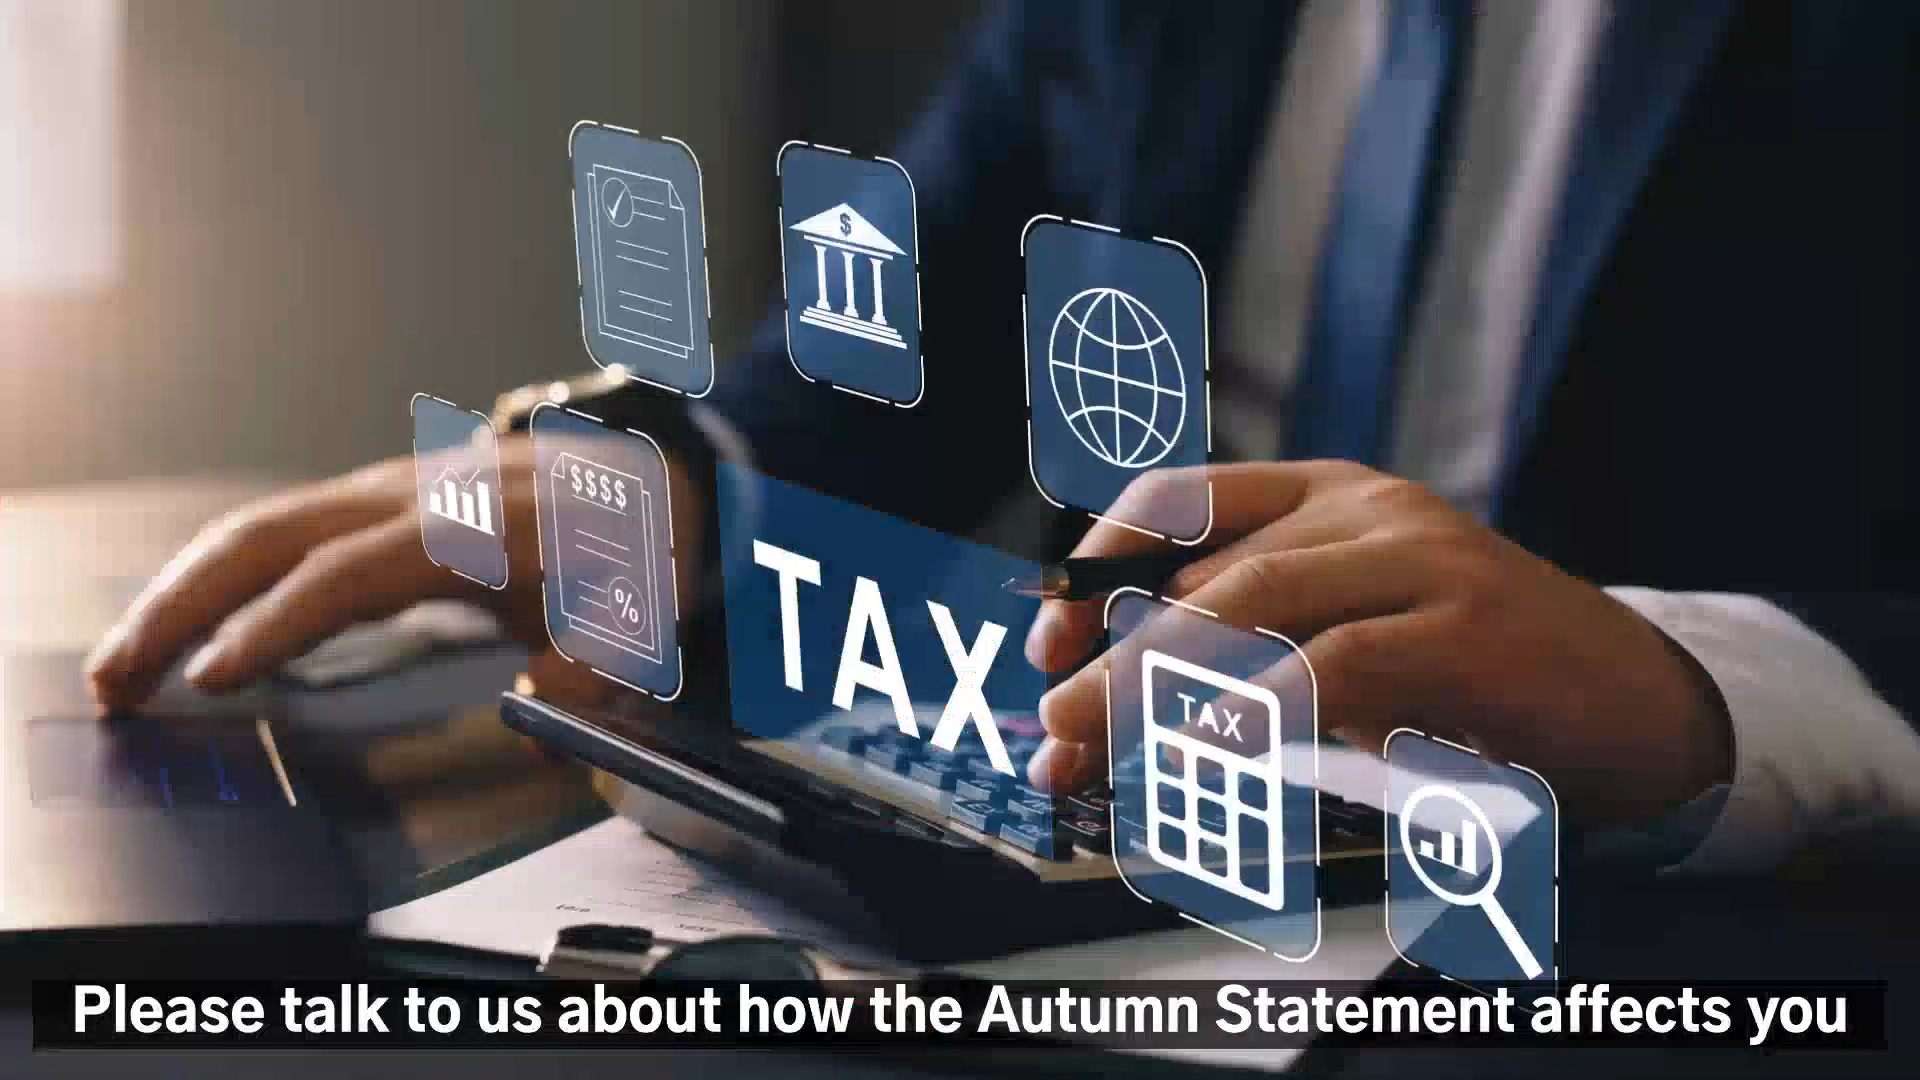 $
$$$$
%
TAX
TAX
Please talk to us about how the Autumn Statement affects you